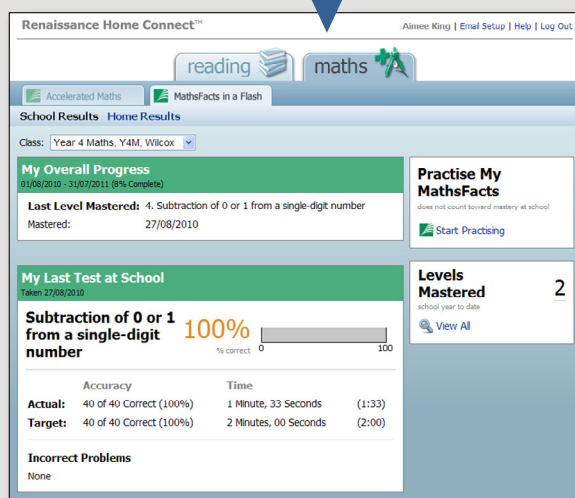 Renaissance Home Connect™
Aimee King | Email Setup | Help | Log Out
reading
maths
Accelerated Maths
MathsFacts in a Flash
School Results Home Results
Class: Year 4 Maths, Y4M, Wilcox
My Overall Progress
01/08/2010 - 31/07/2011 (8% Complete)
Last Level Mastered: 4. Subtraction of 0 or 1 from a single-digit number
Mastered: 27/08/2010
My Last Test at School
Taken 27/08/2010
Subtraction of 0 or 1
from a single-digit
number
100%
% correct
0 100
Accuracy Time
Actual: 40 of 40 Correct (100%) 1 Minute, 33 Seconds (1:33)
Target: 40 of 40 Correct (100%) 2 Minutes, 00 Seconds (2:00)
Incorrect Problems
None
Practise My
MathsFacts
does not count toward mastery at school
Start Practising
Levels
Mastered 2
school year to date
View All